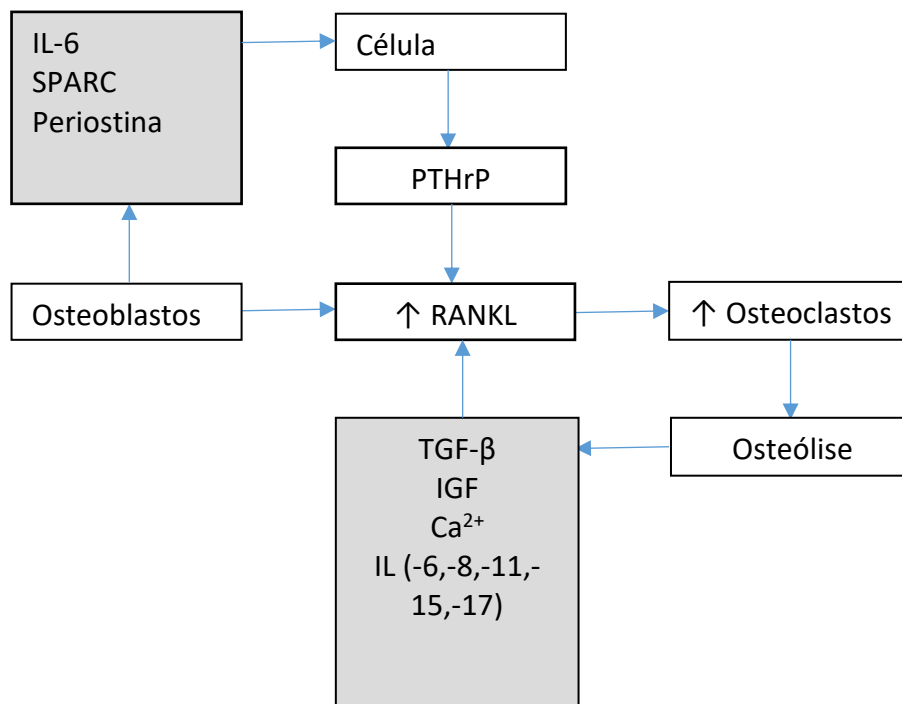 IL-6
SPARC
Periostina
Célula
PTHrP
Osteoblastos
↑ RANKL
↑ Osteoclastos
TGF-β
IGF
Ca²⁺
IL (-6,-8,-11,-
15,-17)
Osteólise